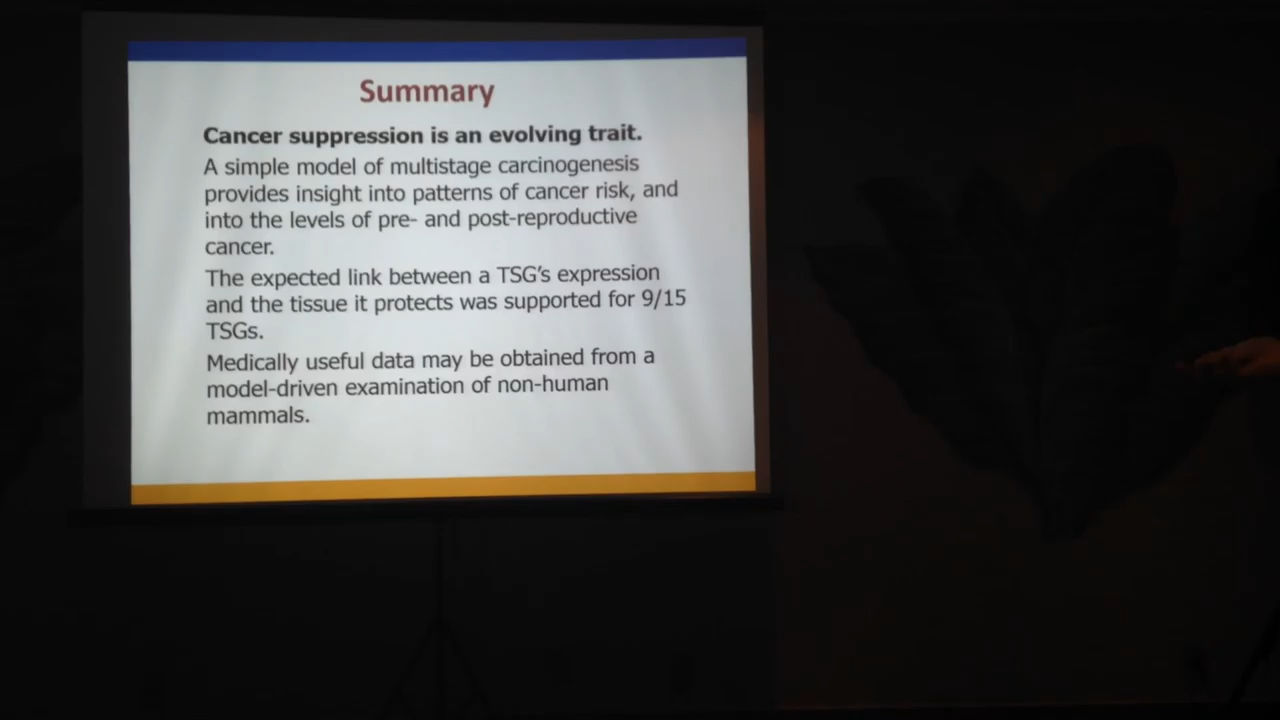 Summary
Cancer suppression is an evolving trait.
A simple model of multistage carcinogenesis
provides insight into patterns of cancer risk, and
into the levels of pre- and post-reproductive
cancer.
The expected link between a TSG's expression
and the tissue it protects was supported for 9/15
TSGs.
Medically useful data may be obtained from a
model-driven examination of non-human
mammals.